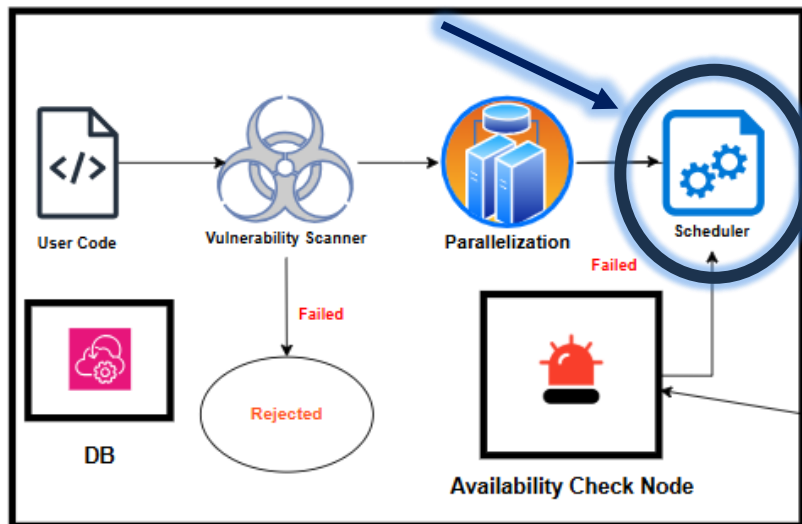 </>
User Code
Vulnerability Scanner
Parallelization
Scheduler
Failed
Failed
Rejected
DB
Availability Check Node